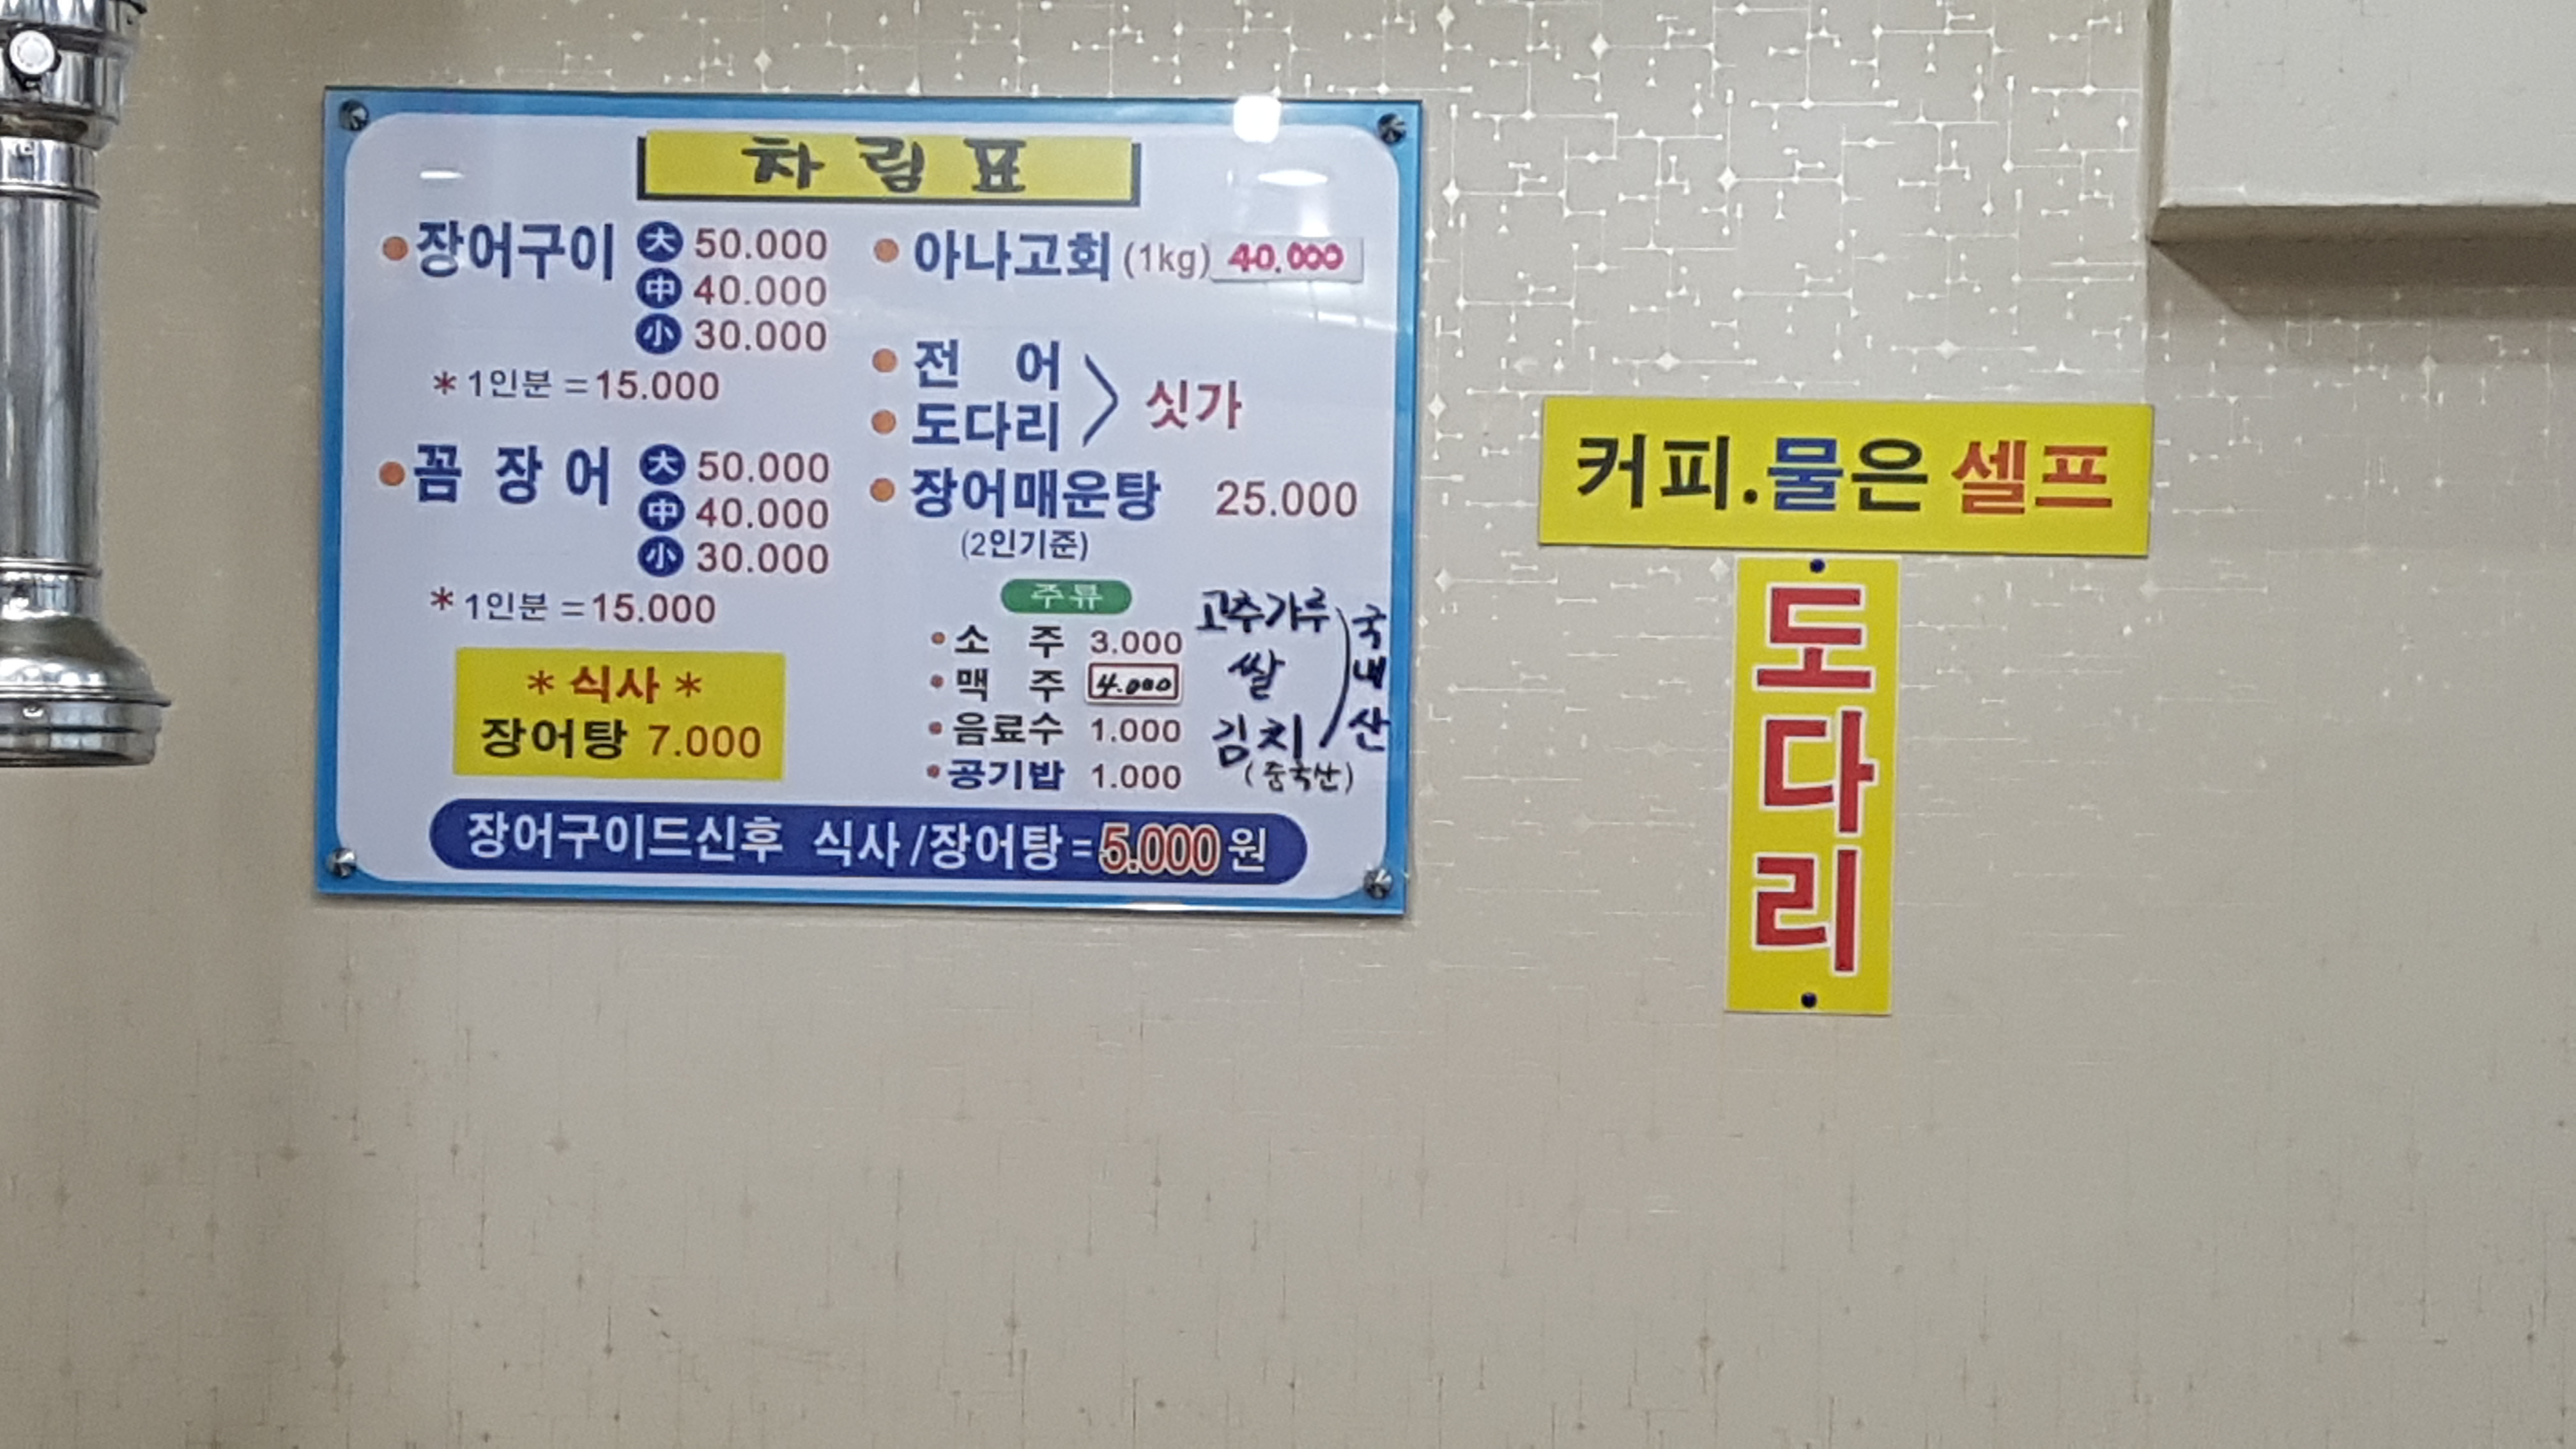 차림표
장어구이 大 50.000
中 40.000
小 30.000
* 1인분 = 15.000
꼼장어 大 50.000
中 40.000
小 30.000
* 1인분 = 15.000
* 식사 *
장어탕 7.000
아나고회 (1kg) 40.000
전어
도다리 > 싯가
장어매운탕 25.000
(2인기준)
주류
소주 3.000
맥주 4.000
음료수 1.000
공기밥 1.000
고추가루
쌀
김치
(중국산)
국내산
장어구이드신후 식사/장어탕=5.000원
커피.물은 셀프
도다리